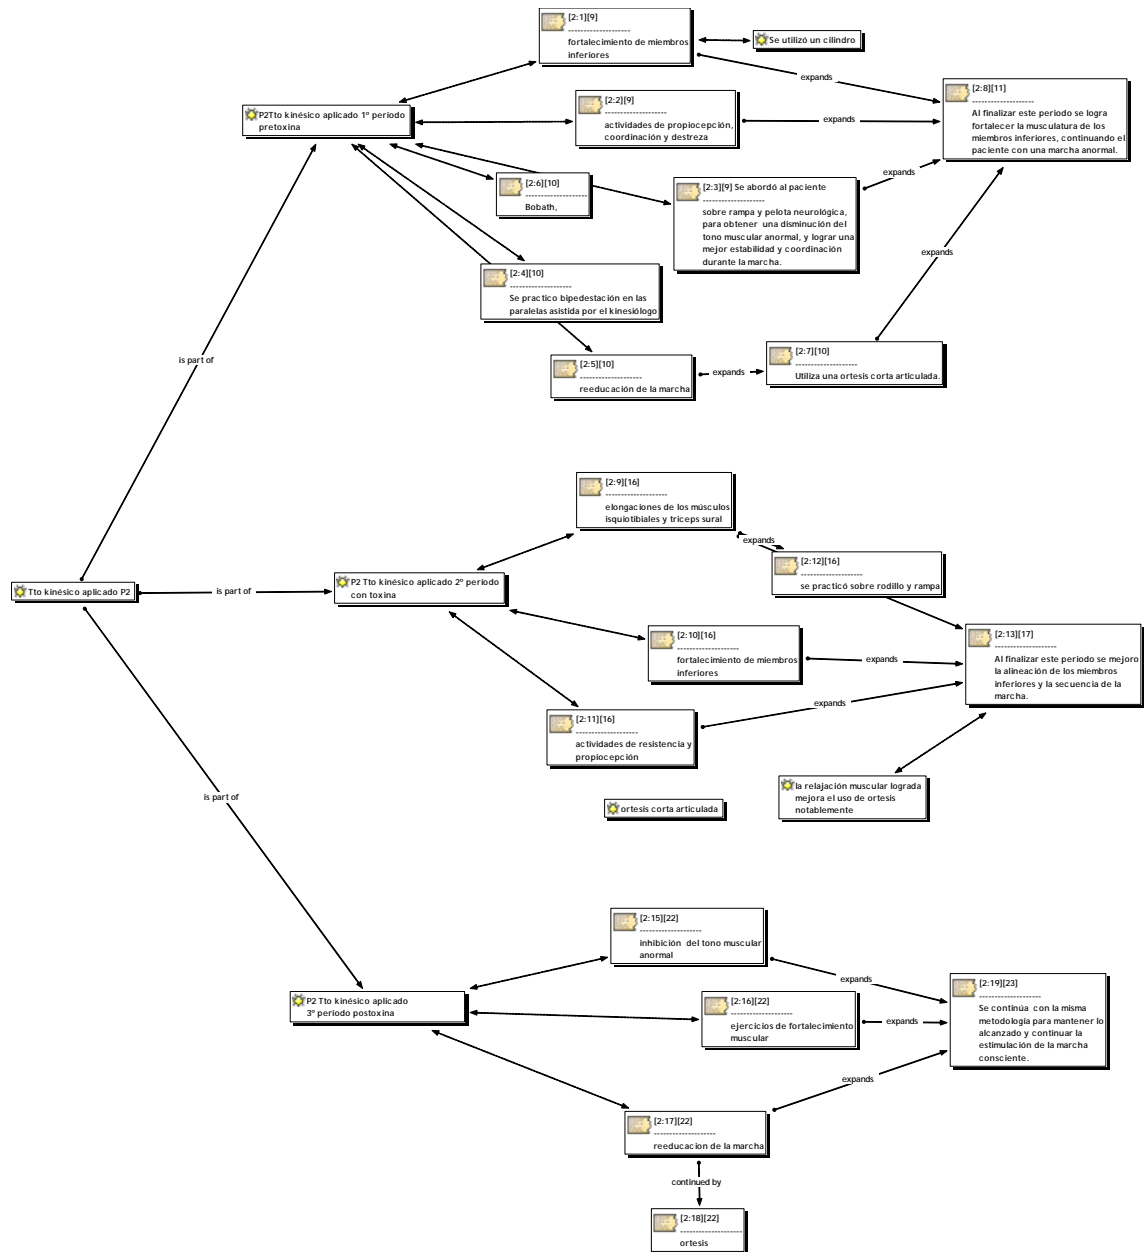 [2:1][9]
--------------------
fortalecimiento de miembros
inferiores
Se utilizó un cilindro
expands
P2Tto kinésico aplicado 1º periodo
pretoxina
[2:2][9]
--------------------
actividades de propiocepción,
coordinación y destreza
expands
[2:8][11]
--------------------
Al finalizar este periodo se logra
fortalecer la musculatura de los
miembros inferiores, continuando el
paciente con una marcha anormal.
[2:6][10]
--------------------
Bobath,
[2:3][9] Se abordó al paciente
--------------------
sobre rampa y pelota neurológica,
para obtener una disminución del
tono muscular anormal, y lograr una
mejor estabilidad y coordinación
durante la marcha.
expands
[2:4][10]
--------------------
Se practico bipedestación en las
paralelas asistida por el kinesiólogo
expands
is part of
[2:5][10]
--------------------
reeducación de la marcha
expands
[2:7][10]
--------------------
Utiliza una ortesis corta articulada.
[2:9][16]
--------------------
elongaciones de los músculos
isquiotibiales y triceps sural
expands
[2:12][16]
--------------------
se practicó sobre rodillo y rampa
Tto kinésico aplicado P2
is part of
P2 Tto kinésico aplicado 2º periodo
con toxina
[2:10][16]
--------------------
fortalecimiento de miembros
inferiores
expands
[2:13][17]
--------------------
Al finalizar este periodo se mejoro
la alineación de los miembros
inferiores y la secuencia de la
marcha.
[2:11][16]
--------------------
actividades de resistencia y
propiocepción
expands
la relajación muscular lograda
mejora el uso de ortesis
notablemente
ortesis corta articulada
is part of
[2:15][22]
--------------------
inhibición del tono muscular
anormal
expands
P2 Tto kinésico aplicado
3º periodo postoxina
[2:16][22]
--------------------
ejercicios de fortalecimiento
muscular
expands
[2:19][23]
--------------------
Se continúa con la misma
metodología para mantener lo
alcanzado y continuar la
estimulación de la marcha
consciente.
expands
[2:17][22]
--------------------
reeducacion de la marcha
continued by
[2:18][22]
--------------------
ortesis